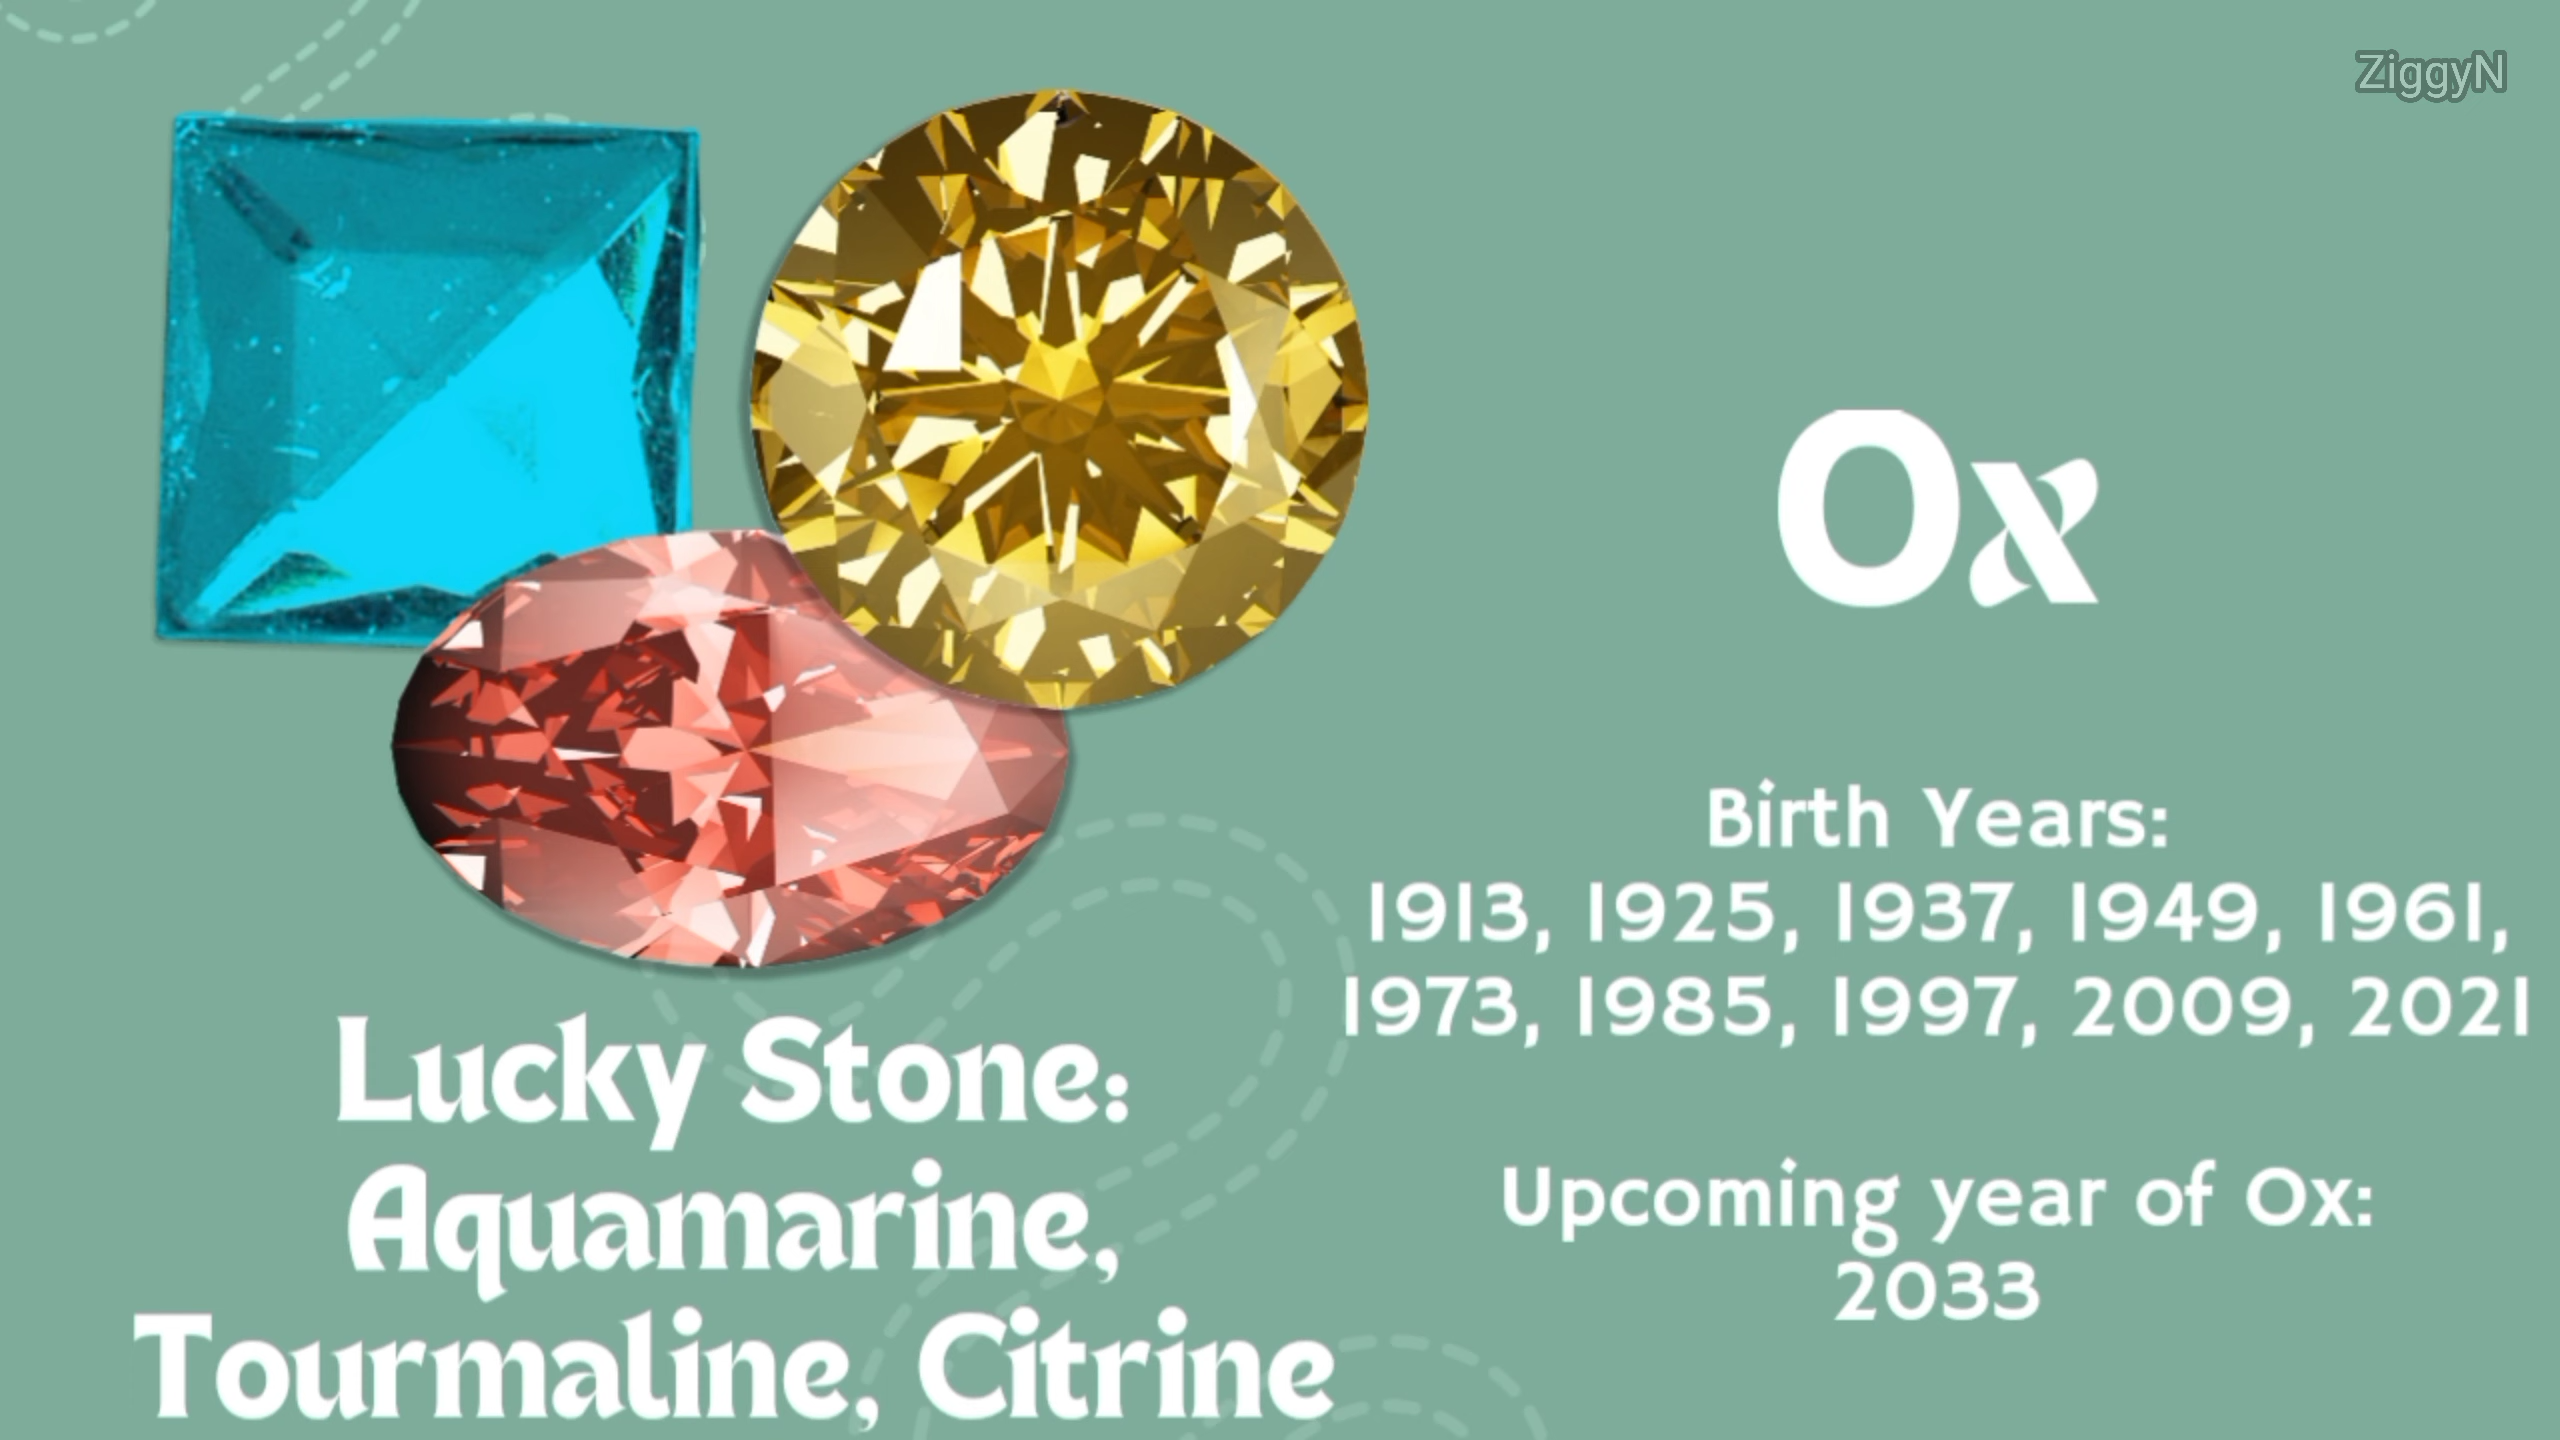 ZiggyN
Ox
Birth Years:
1913, 1925, 1937, 1949, 1961,
1973, 1985, 1997, 2009, 2021
Upcoming year of Ox:
2033
Lucky Stone:
Aquamarine,
Tourmaline, Citrine